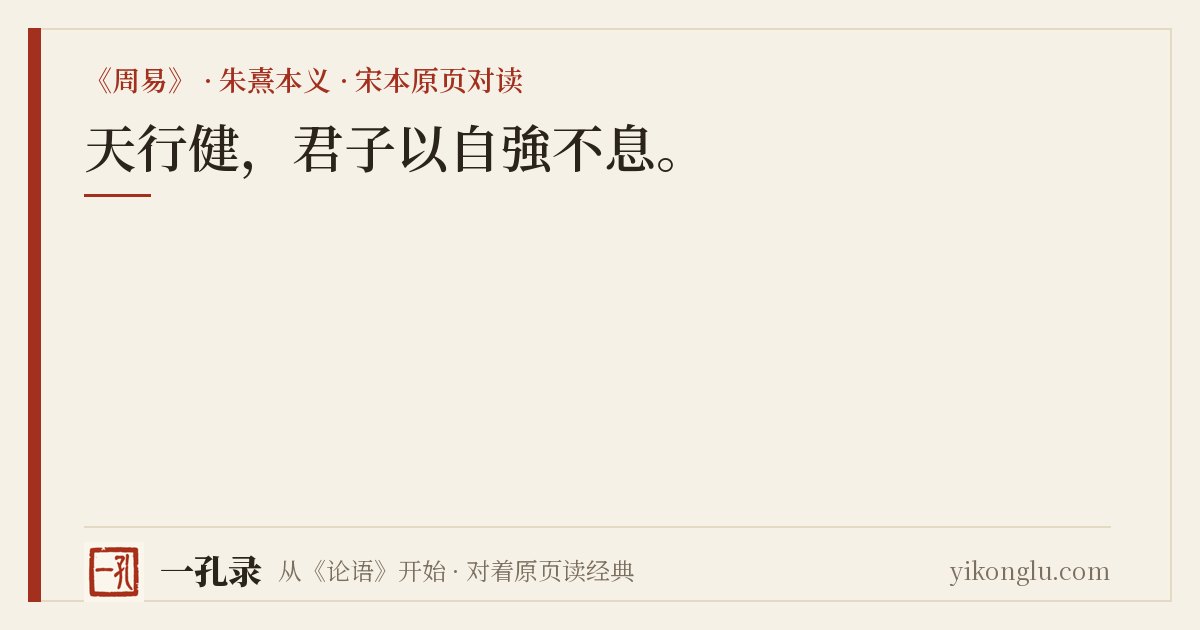 《周易》 · 朱熹本义 · 宋本原页对读
天行健，君子以自強不息。
一孔
一孔录 从《论语》开始 · 对着原页读经典 yikonglu.com